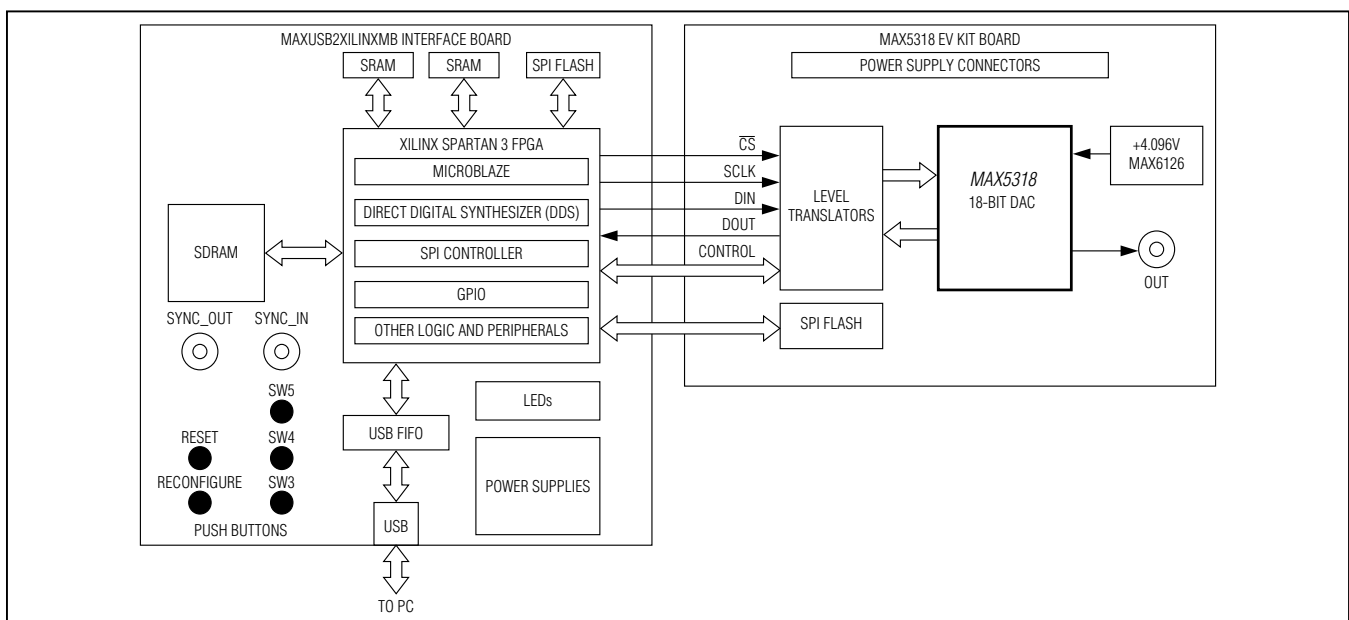 MAXUSB2XILINXMB INTERFACE BOARD
SRAM
SRAM
SPI FLASH
XILINX SPARTAN 3 FPGA
MICROBLAZE
DIRECT DIGITAL SYNTHESIZER (DDS)
SPI CONTROLLER
GPIO
OTHER LOGIC AND PERIPHERALS
SDRAM
SYNC_OUT
SYNC_IN
SW5
RESET
SW4
RECONFIGURE
SW3
PUSH BUTTONS
USB FIFO
USB
TO PC
LEDs
POWER SUPPLIES
CS
SCLK
DIN
DOUT
CONTROL
MAX5318 EV KIT BOARD
POWER SUPPLY CONNECTORS
LEVEL
TRANSLATORS
SPI FLASH
MAX5318
18-BIT DAC
+4.096V
MAX6126
OUT